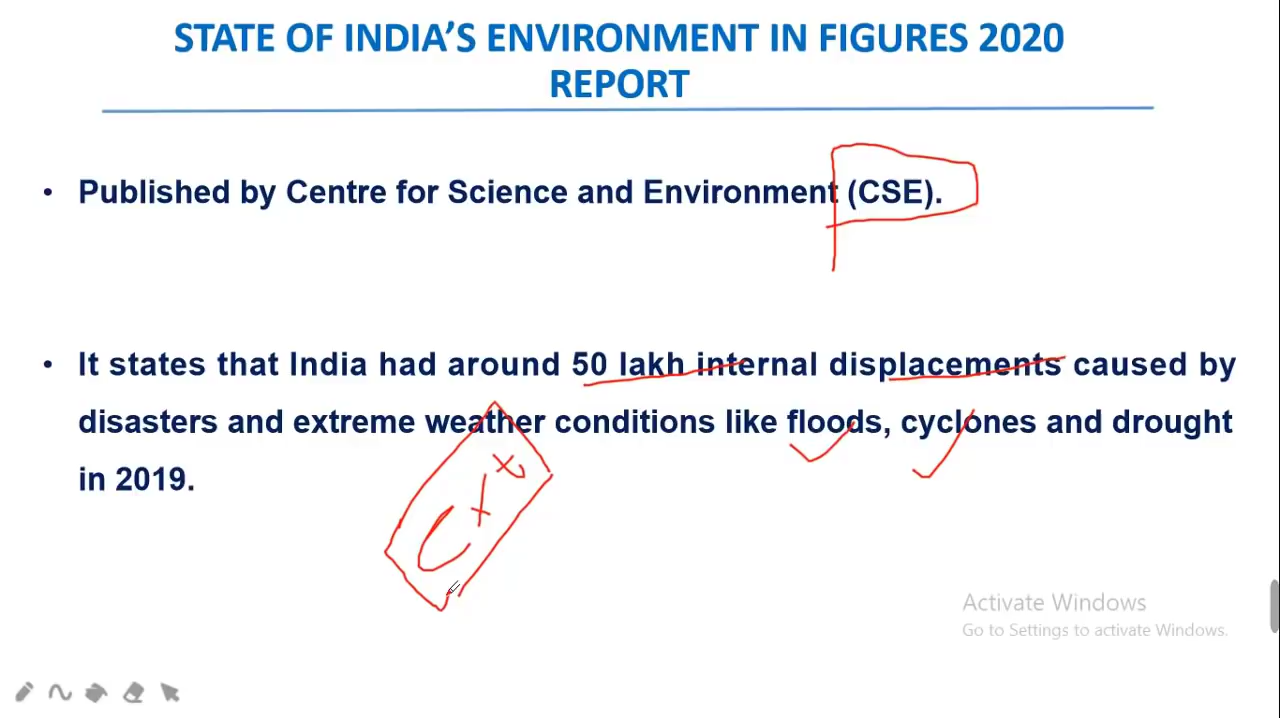 STATE OF INDIA'S ENVIRONMENT IN FIGURES 2020
REPORT
• Published by Centre for Science and Environment (CSE).
• It states that India had around 50 lakh internal displacements caused by
disasters and extreme weather conditions like floods, cyclones and drought
in 2019.
Activate Windows
Go to Settings to activate Windows.